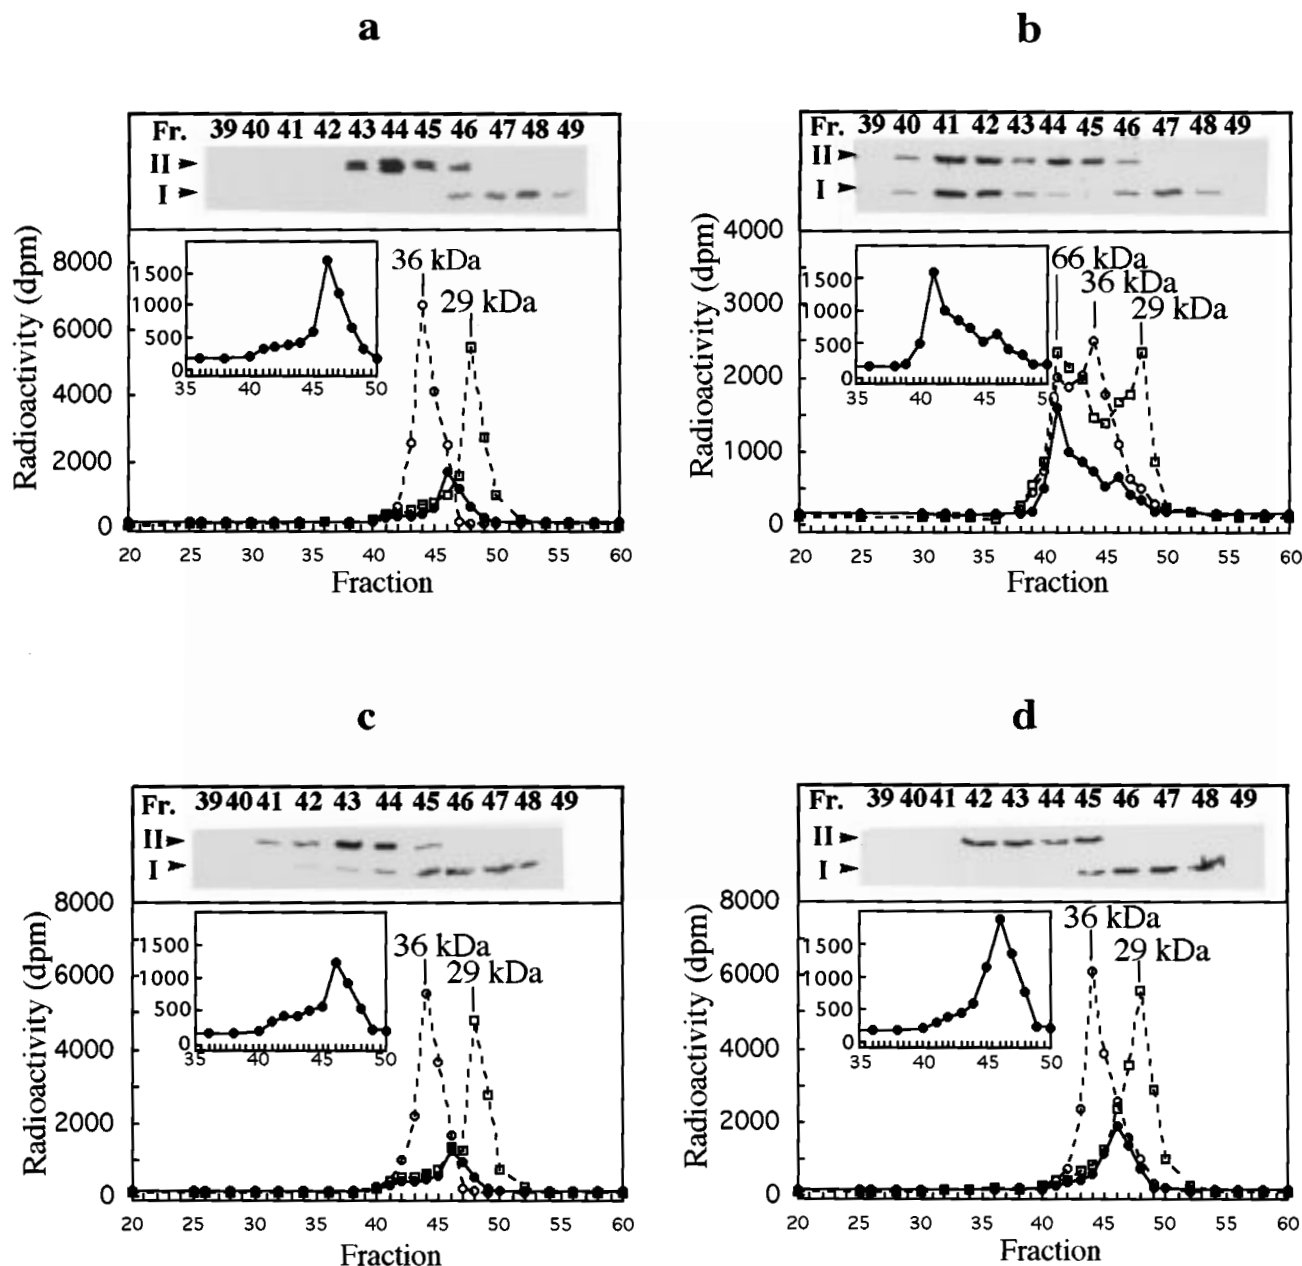 a
Fr. 39 40 41 42 43 44 45 46 47 48 49
II
I
Radioactivity (dpm)
8000
6000
4000
2000
0
1500
1000
500
0
35 40 45 50
36 kDa
29 kDa
20 25 30 35 40 45 50 55 60
Fraction
b
Fr. 39 40 41 42 43 44 45 46 47 48 49
II
I
Radioactivity (dpm)
4000
3000
2000
1000
0
1500
1000
500
0
35 40 45 50
66 kDa
36 kDa
29 kDa
20 25 30 35 40 45 50 55 60
Fraction
c
Fr. 39 40 41 42 43 44 45 46 47 48 49
II
I
Radioactivity (dpm)
8000
6000
4000
2000
0
1500
1000
500
0
35 40 45 50
36 kDa
29 kDa
20 25 30 35 40 45 50 55 60
Fraction
d
Fr. 39 40 41 42 43 44 45 46 47 48 49
II
I
Radioactivity (dpm)
8000
6000
4000
2000
0
1500
1000
500
0
35 40 45 50
36 kDa
29 kDa
20 25 30 35 40 45 50 55 60
Fraction